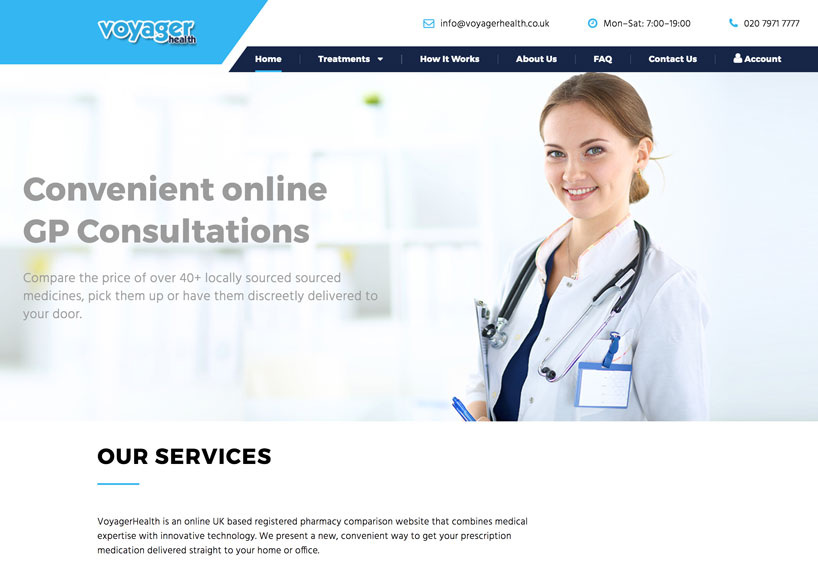 voyager
health
info@voyagerhealth.co.uk
Mon–Sat: 7:00–19:00
020 7971 7777
Home
Treatments
How It Works
About Us
FAQ
Contact Us
Account
Convenient online
GP Consultations
Compare the price of over 40+ locally sourced sourced
medicines, pick them up or have them discreetly delivered to
your door.
OUR SERVICES
VoyagerHealth is an online UK based registered pharmacy comparison website that combines medical
expertise with innovative technology. We present a new, convenient way to get your prescription
medication delivered straight to your home or office.